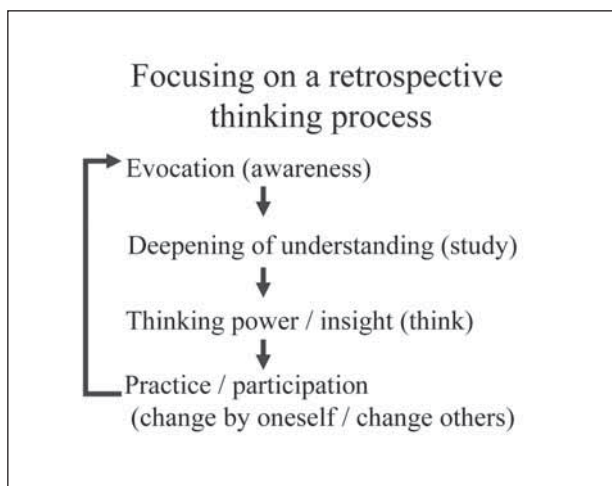 Focusing on a retrospective
thinking process
Evocation (awareness)
Deepening of understanding (study)
Thinking power / insight (think)
Practice / participation
(change by oneself / change others)